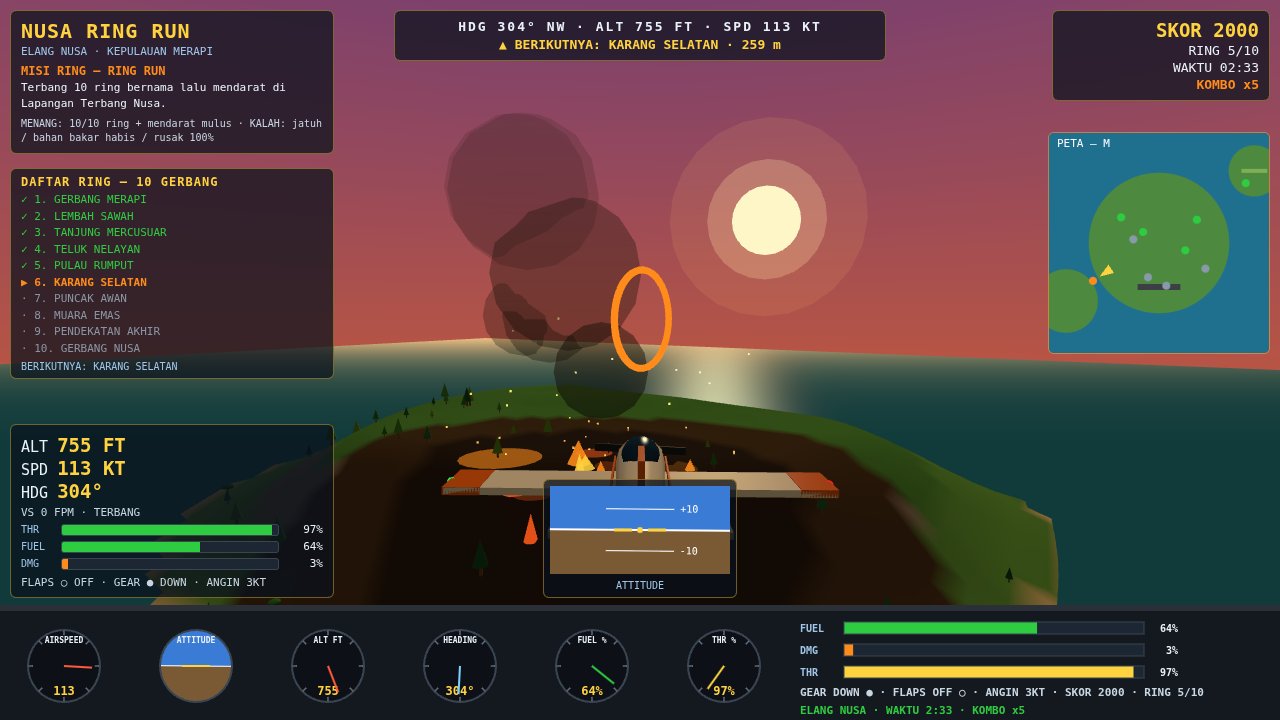 NUSA RING RUN
ELANG NUSA · KEPULAUAN MERAPI
MISI RING — RING RUN
Terbang 10 ring bernama lalu mendarat di
Lapangan Terbang Nusa.
MENANG: 10/10 ring + mendarat mulus · KALAH: jatuh
/ bahan bakar habis / rusak 100%
HDG 304° NW · ALT 755 FT · SPD 113 KT
▲ BERIKUTNYA: KARANG SELATAN · 259 m
SKOR 2000
RING 5/10
WAKTU 02:33
KOMBO x5
PETA — M
DAFTAR RING — 10 GERBANG
✓ 1. GERBANG MERAPI
✓ 2. LEMBAH SAWAH
✓ 3. TANJUNG MERCUSUAR
✓ 4. TELUK NELAYAN
✓ 5. PULAU RUMPUT
▶ 6. KARANG SELATAN
· 7. PUNCAK AWAN
· 8. MUARA EMAS
· 9. PENDEKATAN AKHIR
· 10. GERBANG NUSA
BERIKUTNYA: KARANG SELATAN
ALT 755 FT
SPD 113 KT
HDG 304°
VS 0 FPM · TERBANG
THR 97%
FUEL 64%
DMG 3%
FLAPS ○ OFF · GEAR ● DOWN · ANGIN 3KT
+10
-10
ATTITUDE
AIRSPEED
113
ATTITUDE
ALT FT
755
HEADING
304°
FUEL %
64%
THR %
97%
FUEL 64%
DMG 3%
THR 97%
GEAR DOWN ● · FLAPS OFF ○ · ANGIN 3KT · SKOR 2000 · RING 5/10
ELANG NUSA · WAKTU 2:33 · KOMBO x5